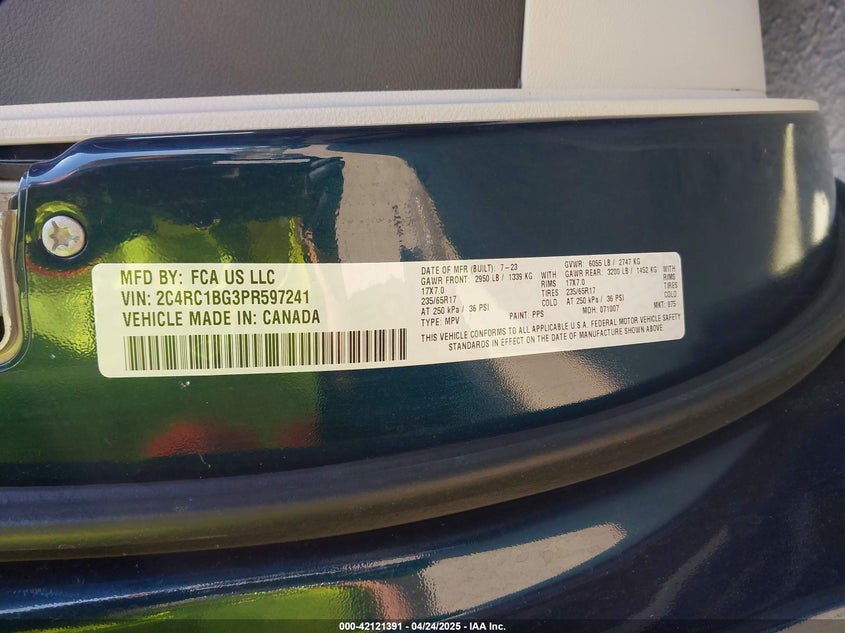 MFD BY: FCA US LLC
VIN: 2C4RC1BG3PR597241
VEHICLE MADE IN: CANADA
DATE OF MFR (BUILT): 7-23 GVWR: 6055 LB / 2747 KG
GAWR FRONT: 2950 LB / 1339 KG WITH GAWR REAR: 3200 LB / 1452 KG WITH
17X7.0 RIMS 17X7.0 RIMS
235/65R17 TIRES 235/65R17 TIRES
AT 250 kPa / 36 PSI COLD AT 250 kPa / 36 PSI COLD
TYPE: MPV PAINT: PPS MDH: 071007 MKT: 875
THIS VEHICLE CONFORMS TO ALL APPLICABLE U.S.A. FEDERAL MOTOR VEHICLE SAFETY
STANDARDS IN EFFECT ON THE DATE OF MANUFACTURE SHOWN ABOVE.
000-42121391 - 04/24/2025 - IAA Inc.